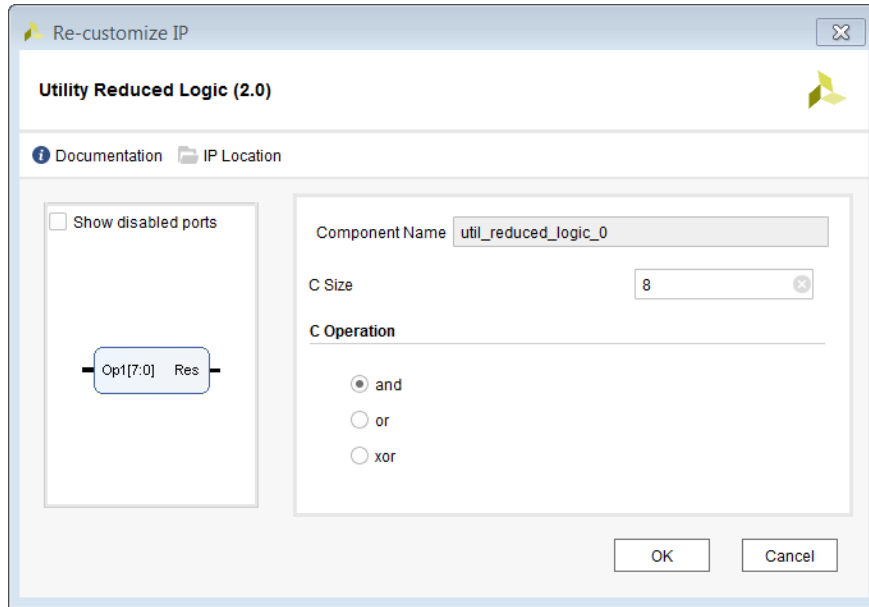 Re-customize IP
Utility Reduced Logic (2.0)
Documentation IP Location
Show disabled ports
Op1[7:0] Res
Component Name util_reduced_logic_0
C Size 8
C Operation
and
or
xor
OK Cancel